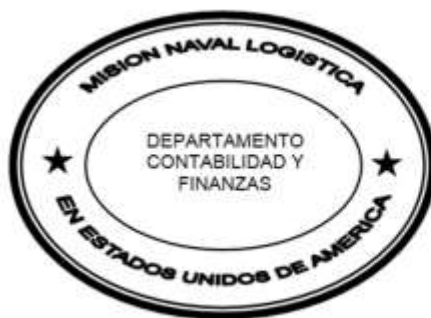 MISION NAVAL LOGISTICA
DEPARTAMENTO
CONTABILIDAD Y
FINANZAS
EN ESTADOS UNIDOS DE AMERICA